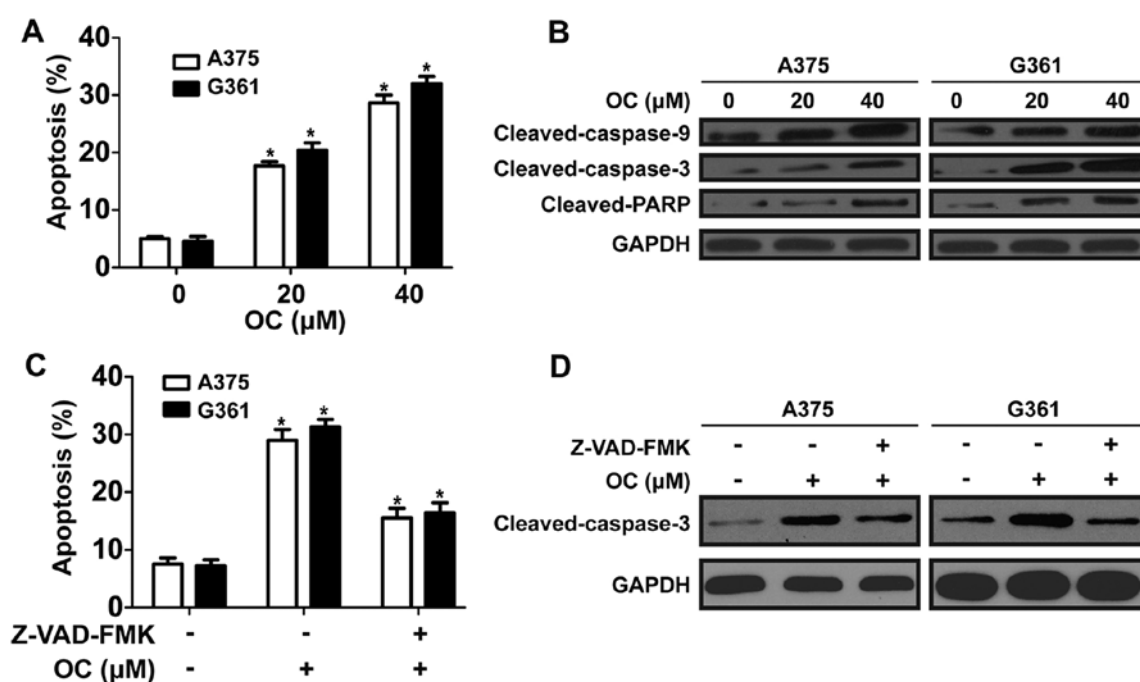 A
40
30
20
10
0
Apoptosis (%)
A375
G361
*
*
*
*
0
20
40
OC (µM)
B
A375
G361
OC (µM)
0
20
40
0
20
40
Cleaved-caspase-9
Cleaved-caspase-3
Cleaved-PARP
GAPDH
C
40
30
20
10
0
Apoptosis (%)
A375
G361
*
*
*
*
Z-VAD-FMK - - +
OC (µM) - + +
D
A375
G361
Z-VAD-FMK - - + - - +
OC (µM) - + + - + +
Cleaved-caspase-3
GAPDH